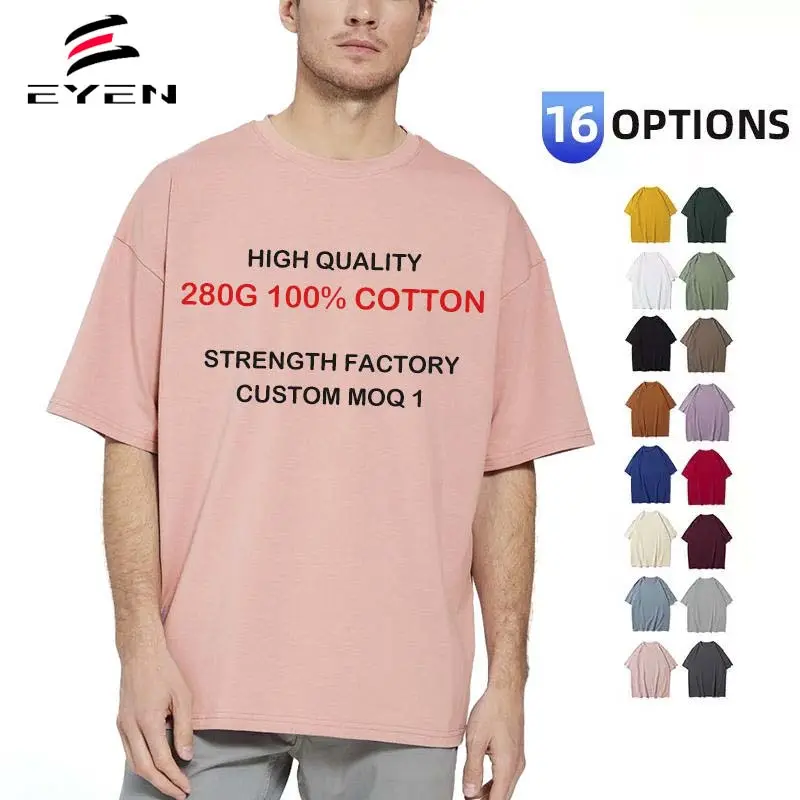 EYEN
16 OPTIONS
HIGH QUALITY
280G 100% COTTON
STRENGTH FACTORY
CUSTOM MOQ 1